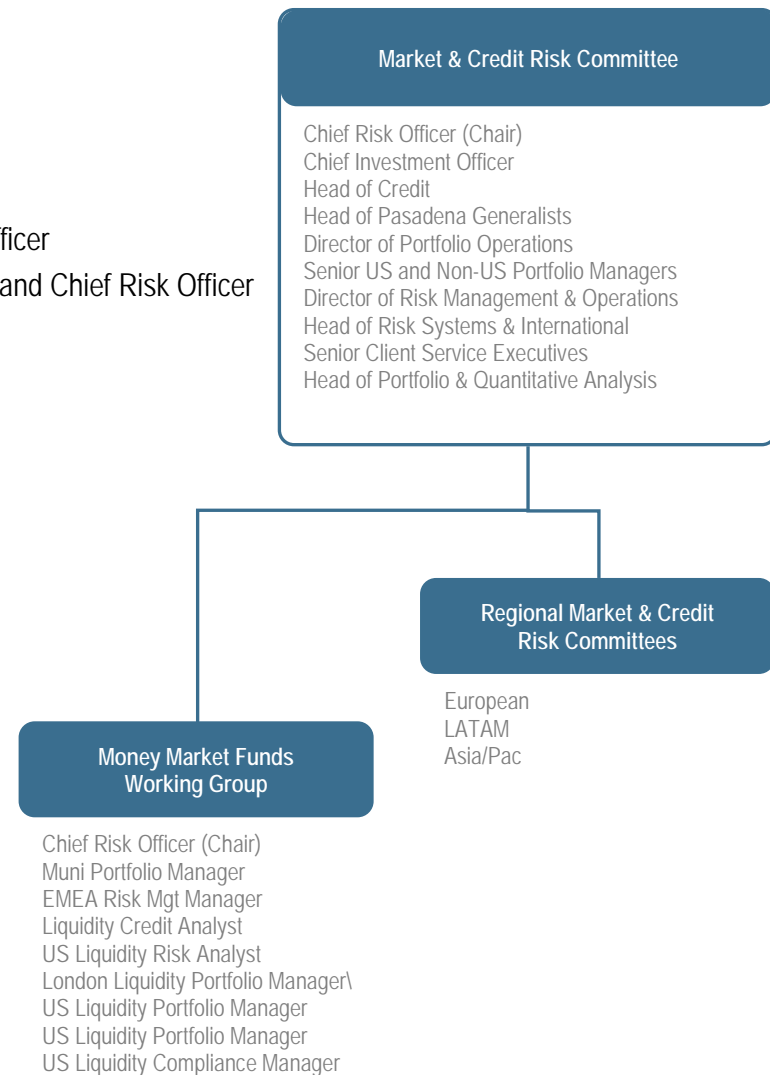 Market & Credit Risk Committee
Chief Risk Officer (Chair)
Chief Investment Officer
Head of Credit
Head of Pasadena Generalists
Director of Portfolio Operations
Senior US and Non-US Portfolio Managers
Director of Risk Management & Operations
Head of Risk Systems & International
Senior Client Service Executives
Head of Portfolio & Quantitative Analysis
ficer
and Chief Risk Officer
Regional Market & Credit
Risk Committees
European
LATAM
Asia/Pac
Money Market Funds
Working Group
Chief Risk Officer (Chair)
Muni Portfolio Manager
EMEA Risk Mgt Manager
Liquidity Credit Analyst
US Liquidity Risk Analyst
London Liquidity Portfolio Manager\
US Liquidity Portfolio Manager
US Liquidity Portfolio Manager
US Liquidity Compliance Manager